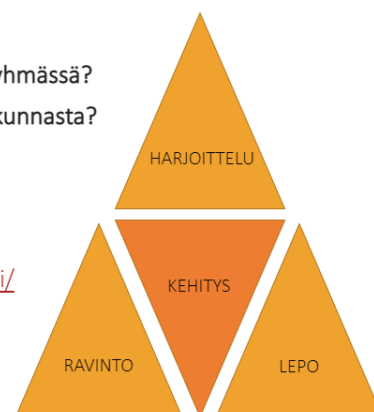 yhmässä?
kunnasta?
HARJOITTELU
i/
KEHITYS
RAVINTO
LEPO